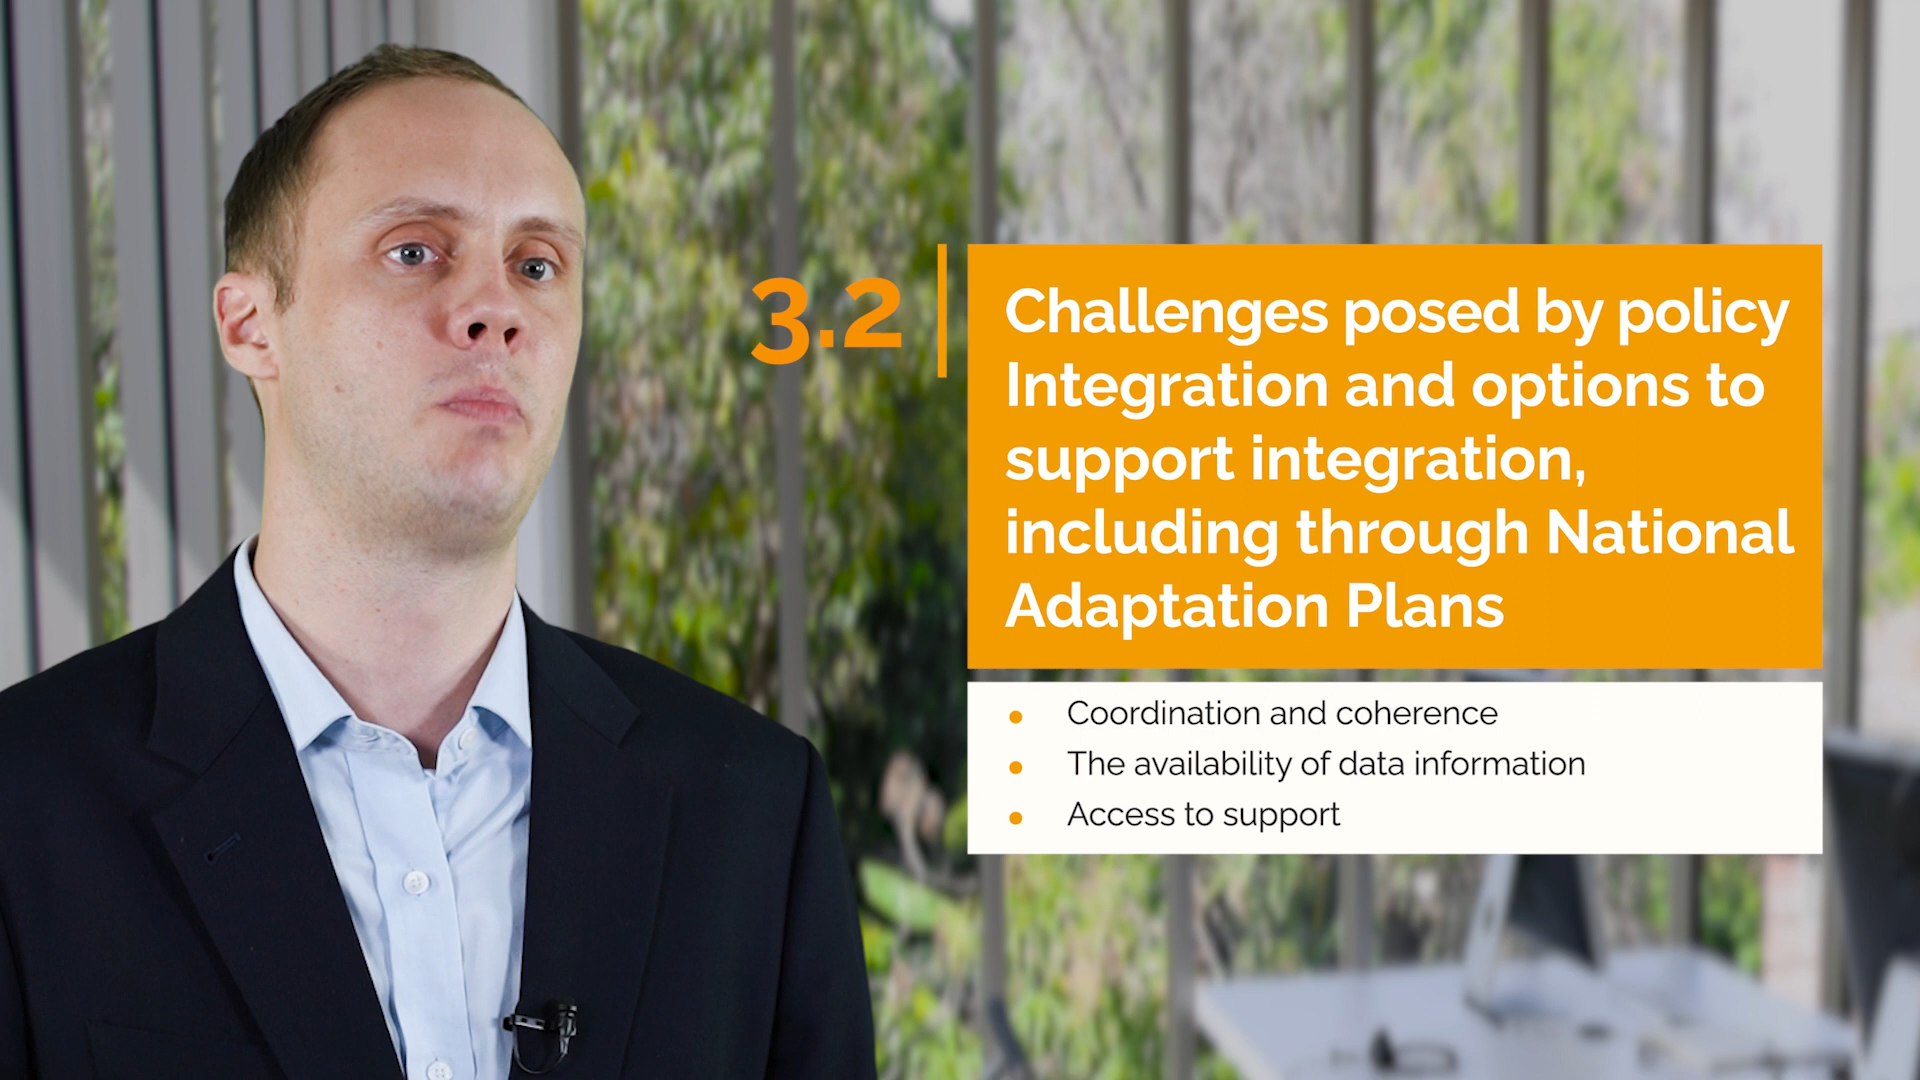 3.2
Challenges posed by policy
Integration and options to
support integration,
including through National
Adaptation Plans
Coordination and coherence
The availability of data information
Access to support